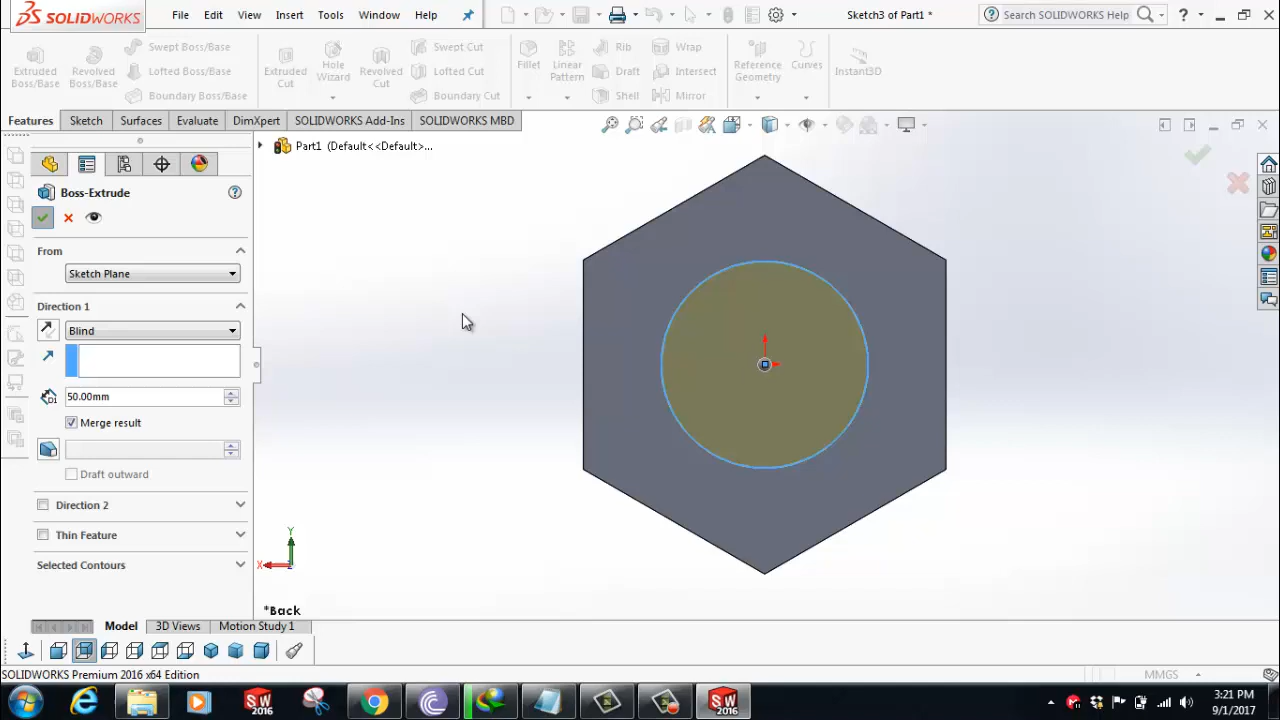 SOLIDWORKS
File Edit View Insert Tools Window Help
Sketch3 of Part1 *
Search SOLIDWORKS Help
Extruded Boss/Base
Revolved Boss/Base
Swept Boss/Base
Lofted Boss/Base
Boundary Boss/Base
Extruded Cut
Hole Wizard
Revolved Cut
Swept Cut
Lofted Cut
Boundary Cut
Fillet
Linear Pattern
Rib
Draft
Shell
Wrap
Intersect
Mirror
Reference Geometry
Curves
Instant3D
Features Sketch Surfaces Evaluate DimXpert SOLIDWORKS Add-Ins SOLIDWORKS MBD
Part1 (Default<<Default>...
Boss-Extrude
From
Sketch Plane
Direction 1
Blind
D1
50.00mm
Merge result
Draft outward
Direction 2
Thin Feature
Selected Contours
Y
X
*Back
Model 3D Views Motion Study 1
SOLIDWORKS Premium 2016 x64 Edition
MMGS
SW 2016
SW 2016
3:21 PM
9/1/2017